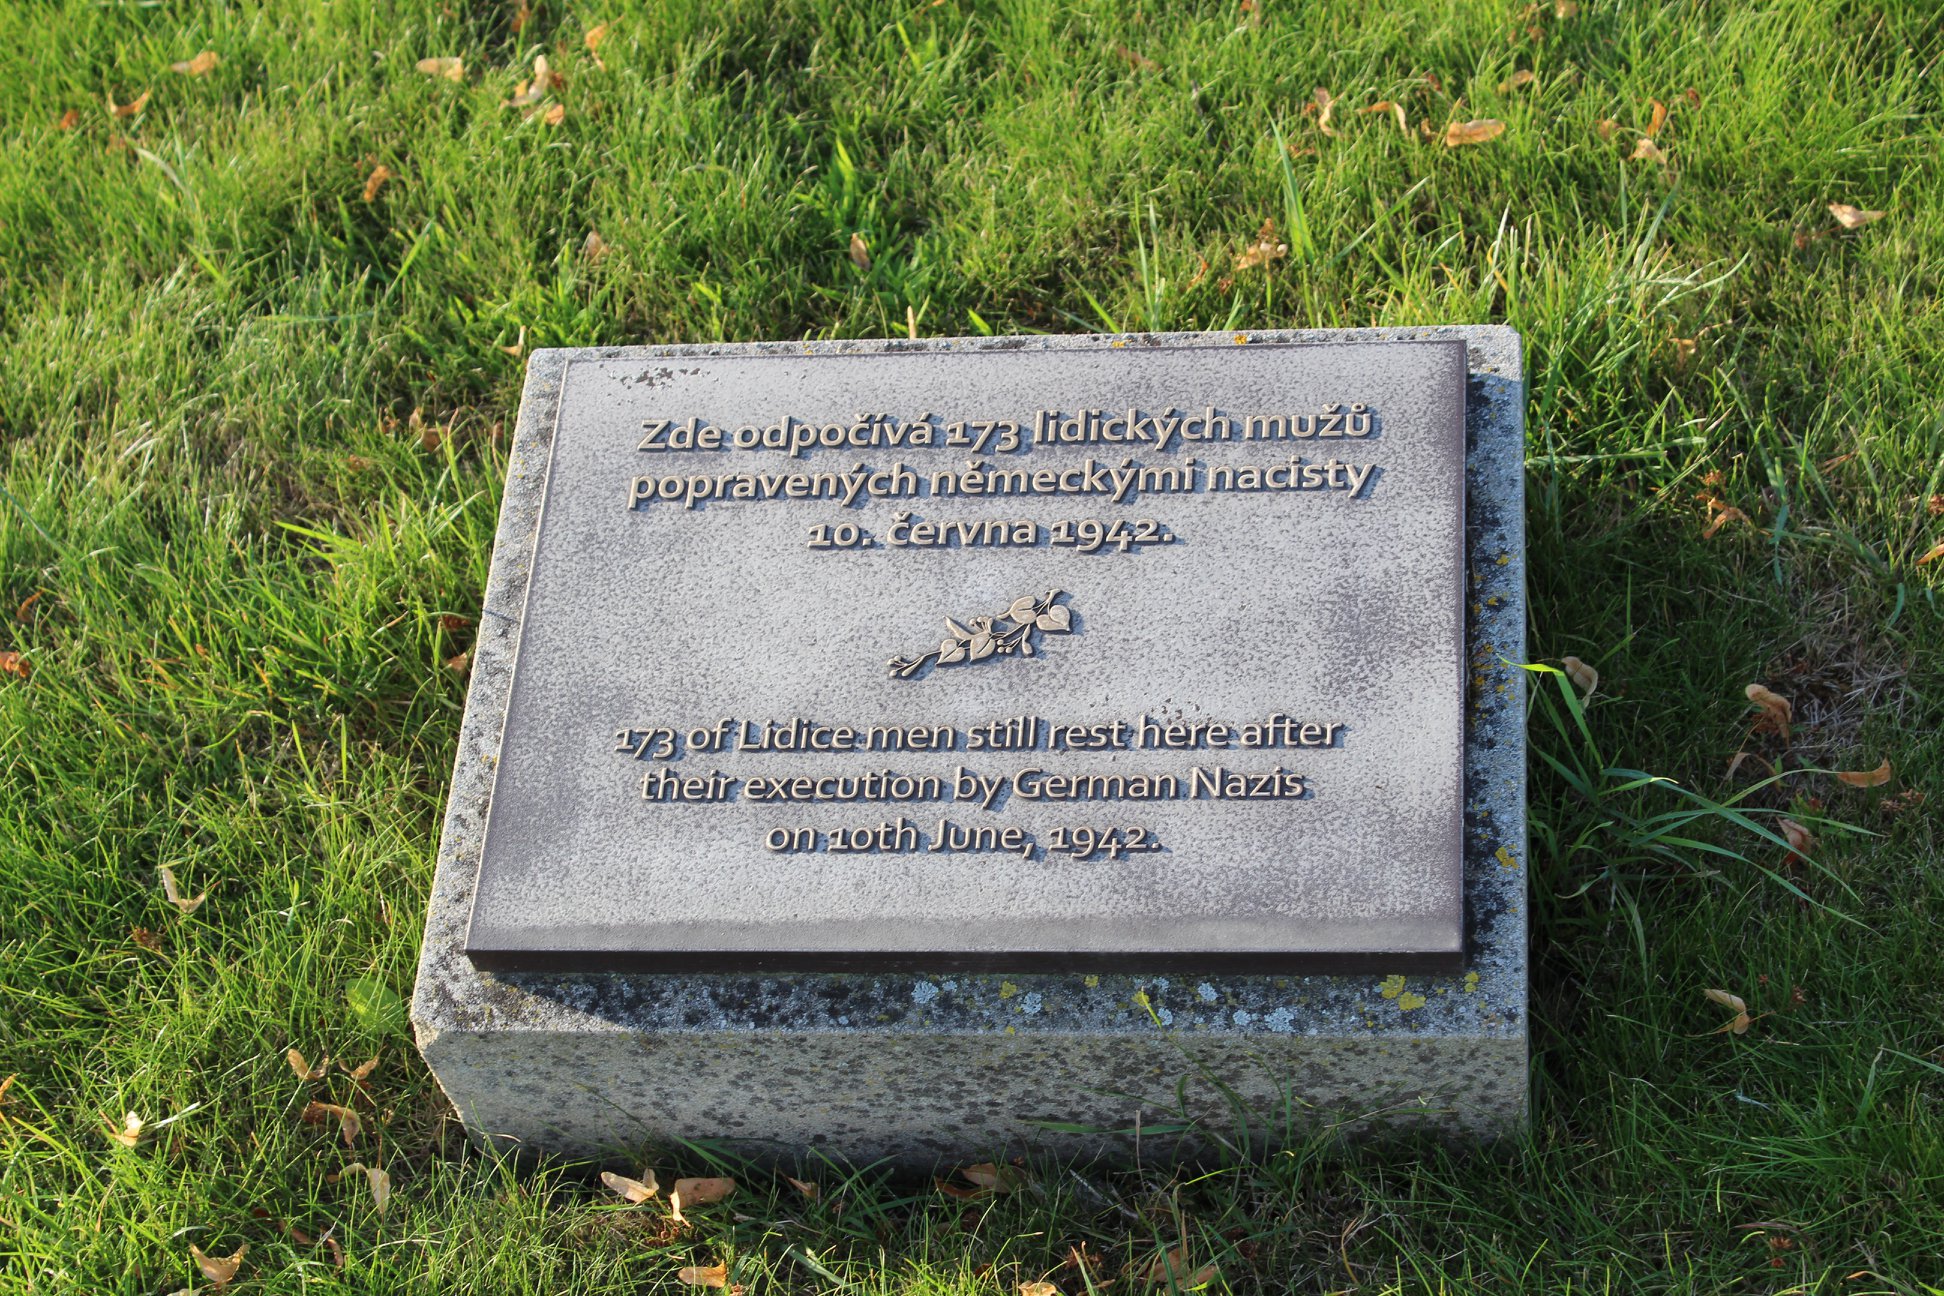 Zde odpočívá 173 lidických mužů
popravených německými nacisty
10. června 1942.
173 of Lidice men still rest here after
their execution by German Nazis
on 10th June, 1942.